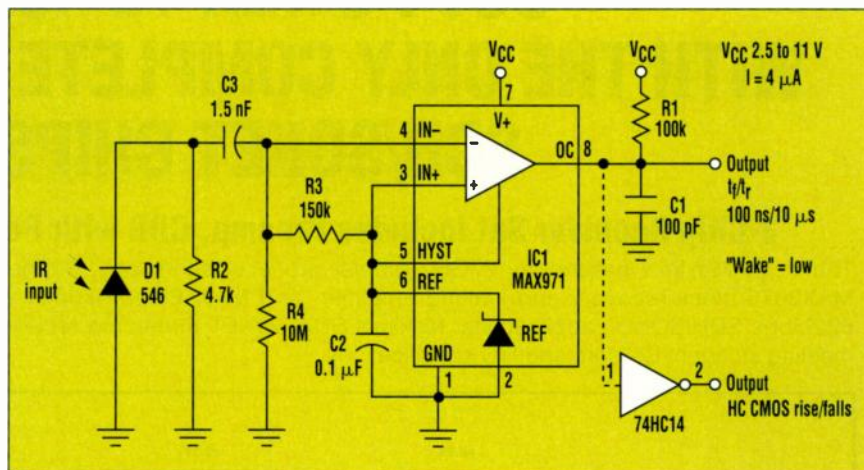 C3
1.5 nF
IR
input
D1
546
R2
4.7k
R3
150k
R4
10M
C2
0.1 μF
VCC
7
V+
4 IN–
–
3 IN+
+
5 HYST
6 REF
GND
1
2
REF
IC1
MAX971
OC 8
VCC
R1
100k
C1
100 pF
VCC 2.5 to 11 V
I = 4 μA
Output
tf/tr
100 ns/10 μs
"Wake" = low
1
2
74HC14
Output
HC CMOS rise/falls